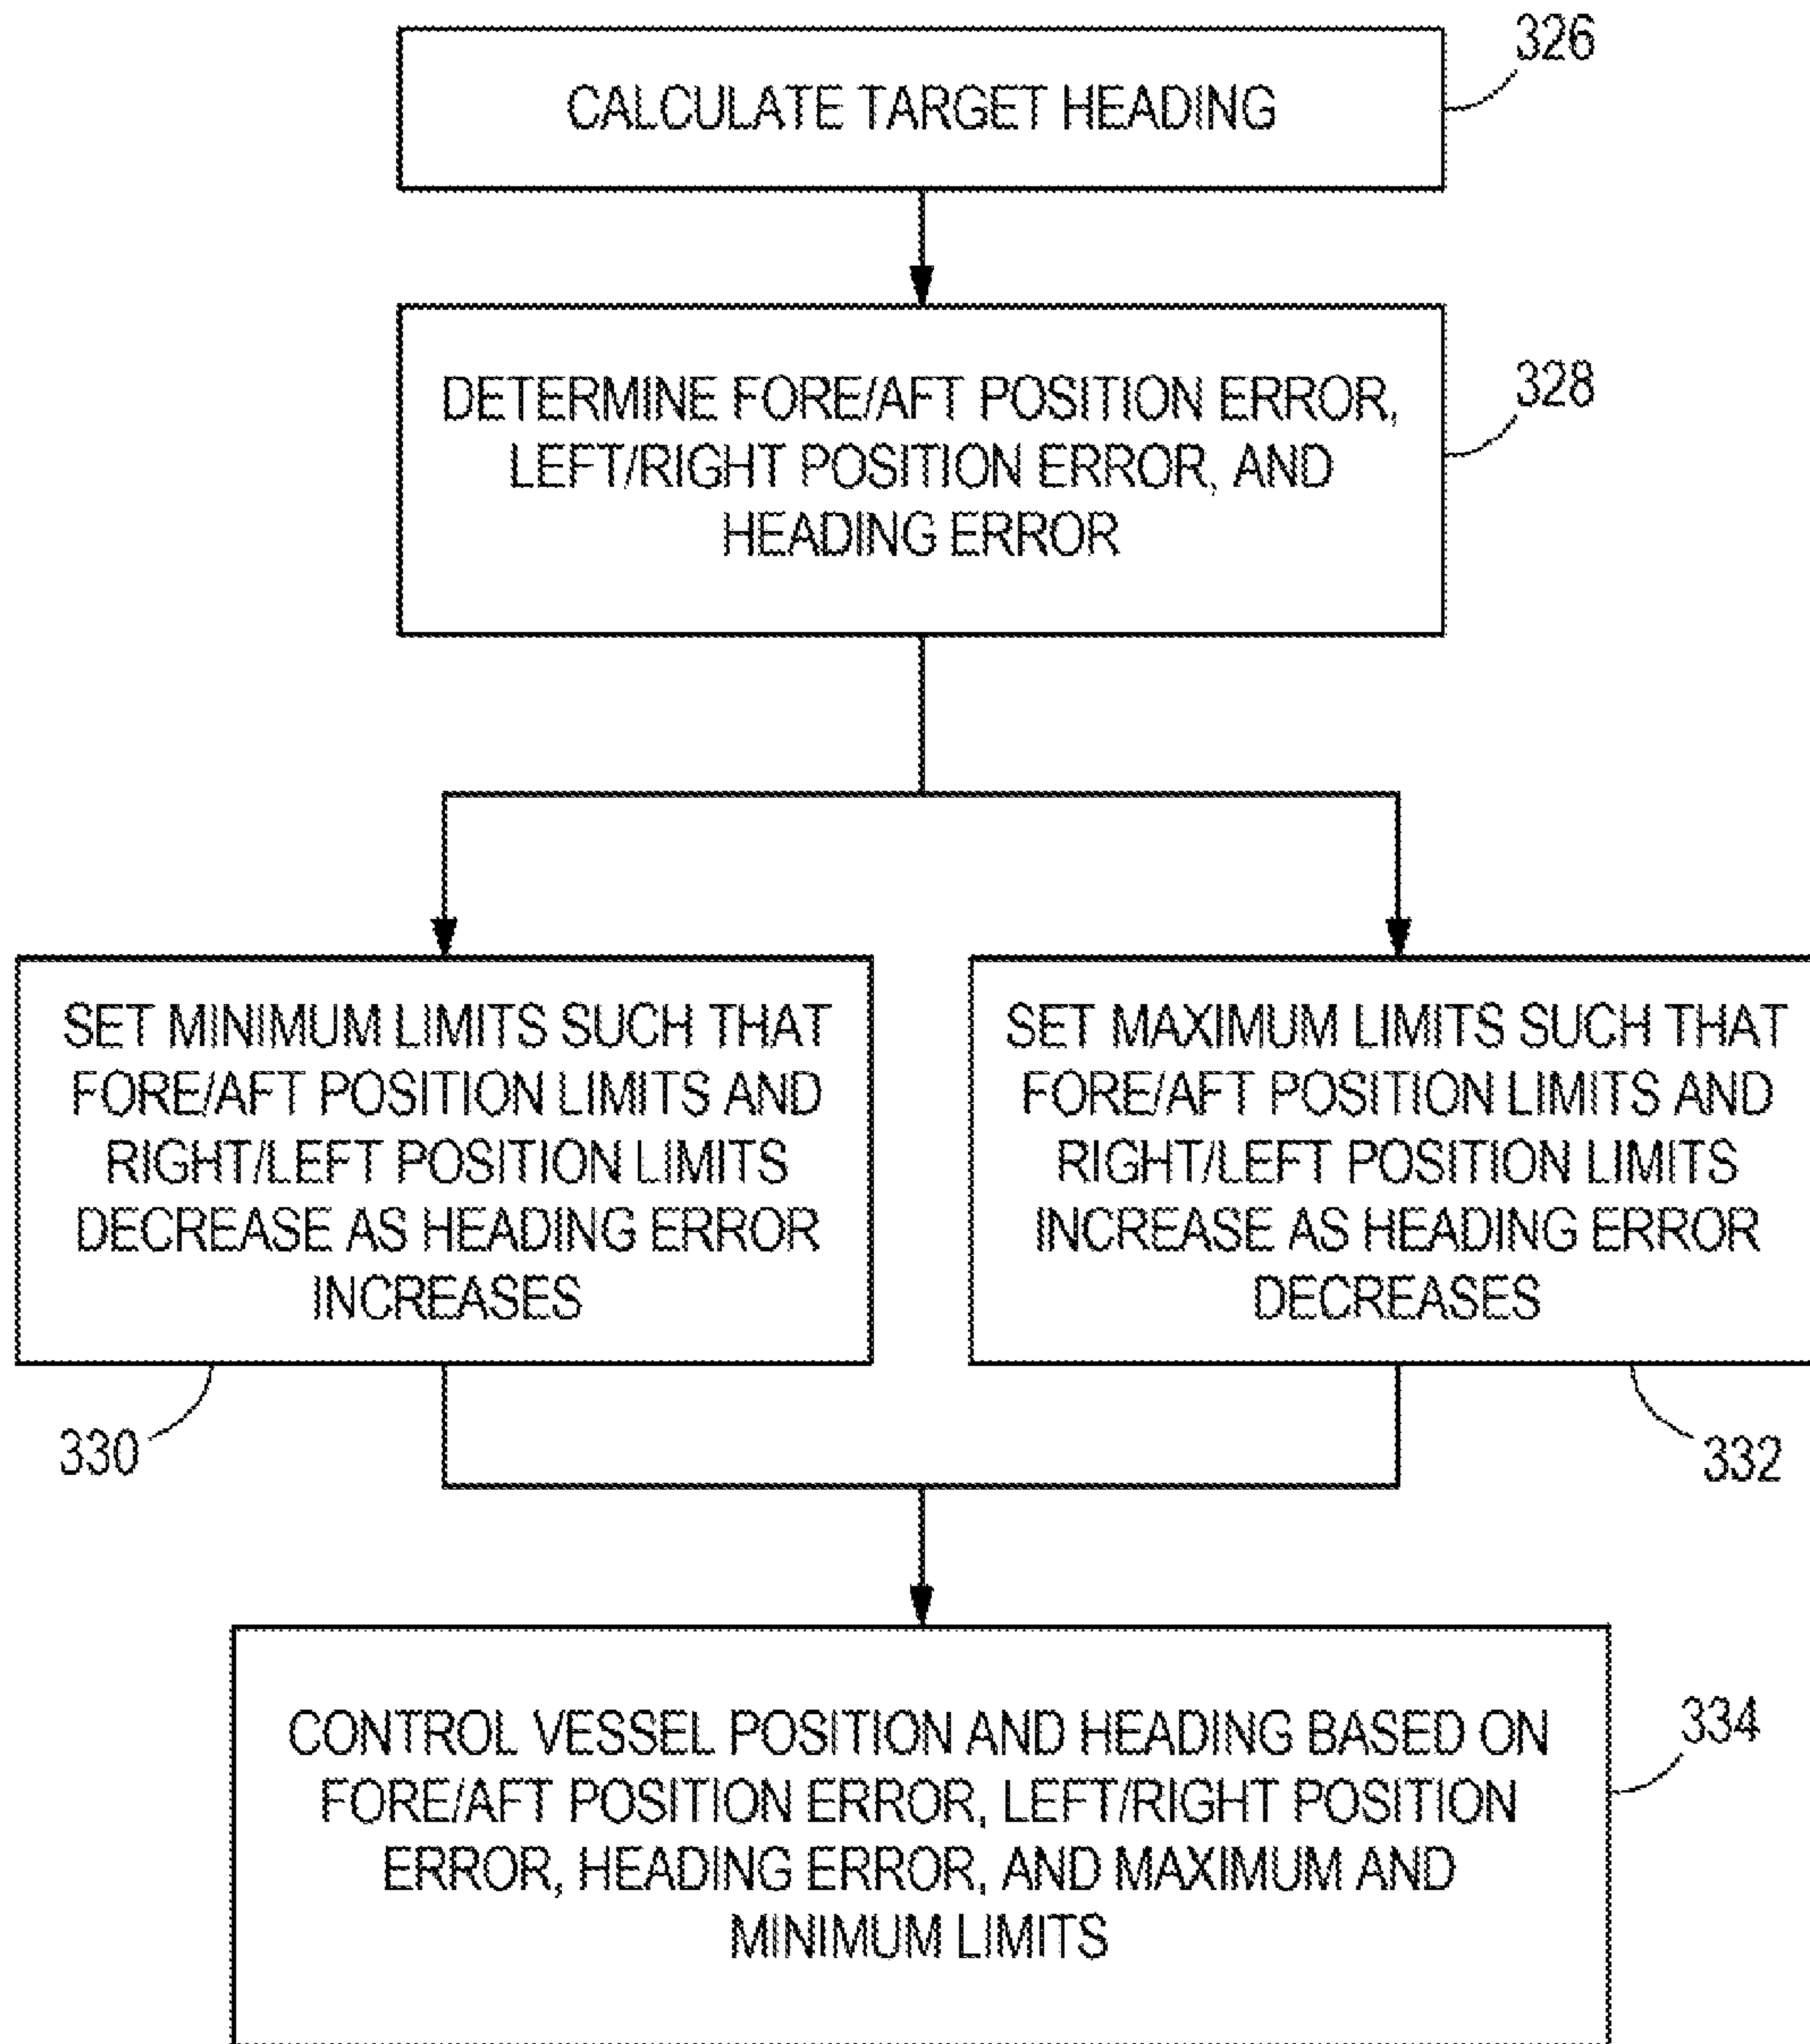 326
CALCULATE TARGET HEADING
DETERMINE FORE/AFT POSITION ERROR,
LEFT/RIGHT POSITION ERROR, AND
HEADING ERROR
328
SET MINIMUM LIMITS SUCH THAT
FORE/AFT POSITION LIMITS AND
RIGHT/LEFT POSITION LIMITS
DECREASE AS HEADING ERROR
INCREASES
330
SET MAXIMUM LIMITS SUCH THAT
FORE/AFT POSITION LIMITS AND
RIGHT/LEFT POSITION LIMITS
INCREASE AS HEADING ERROR
DECREASES
332
CONTROL VESSEL POSITION AND HEADING BASED ON
FORE/AFT POSITION ERROR, LEFT/RIGHT POSITION
ERROR, HEADING ERROR, AND MAXIMUM AND
MINIMUM LIMITS
334